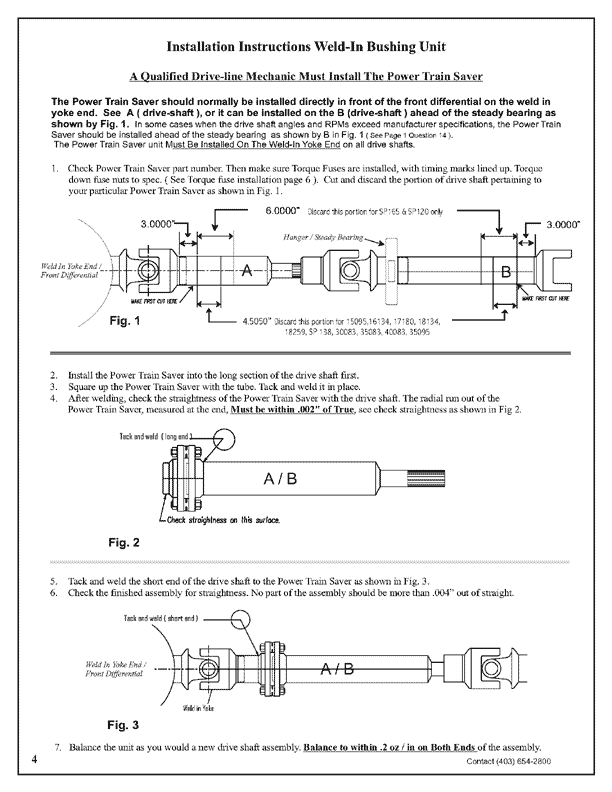 Installation Instructions Weld-In Bushing Unit
A Qualified Drive-line Mechanic Must Install The Power Train Saver
The Power Train Saver should normally be installed directly in front of the front differential on the weld in
yoke end.  See  A ( drive-shaft ), or it can be installed on the B (drive-shaft ) ahead of the steady bearing as
shown by Fig. 1.  In some cases when the drive shaft angles and RPMs exceed manufacturer specifications, the Power Train
Saver should be installed ahead of the steady bearing  as shown by B in Fig. 1 ( See Page 1 Question 14 ).
The Power Train Saver unit Must Be Installed On The Weld-In Yoke End on all drive shafts.
1. Check Power Train Saver part number. Then make sure Torque Fuses are installed, with timing marks lined up. Torque
down fuse nuts to spec. ( See Torque fuse installation page 6 ).  Cut and discard the portion of drive shaft pertaining to
your particular Power Train Saver as shown in Fig. 1.
6.0000" Discard this portion for SP165 & SP120 only
3.0000"
3.0000"
Hanger / Steady Bearing
Weld In Yoke End /
Front Differential
A
B
MAKE FIRST CUT HERE
MAKE FIRST CUT HERE
Fig. 1
4.5050" Discard this portion for 15095,16134, 17180, 18134,
18259, SP 138, 30083, 35083, 40083, 35095
2. Install the Power Train Saver into the long section of the drive shaft first.
3. Square up the Power Train Saver with the tube. Tack and weld it in place.
4. After welding, check the straightness of the Power Train Saver with the drive shaft. The radial run out of the
Power Train Saver, measured at the end, Must be within .002" of True, see check straightness as shown in Fig 2.
Tack and weld ( long end )
A / B
Check straightness on this surface.
Fig. 2
5. Tack and weld the short end of the drive shaft to the Power Train Saver as shown in Fig. 3.
6. Check the finished assembly for straightness. No part of the assembly should be more than .004" out of straight.
Tack and weld ( short end )
Weld In Yoke End /
Front Differential
A / B
Weld in Yoke
Fig. 3
7. Balance the unit as you would a new drive shaft assembly. Balance to within .2 oz / in on Both Ends of the assembly.
4
Contact (403) 654-2800